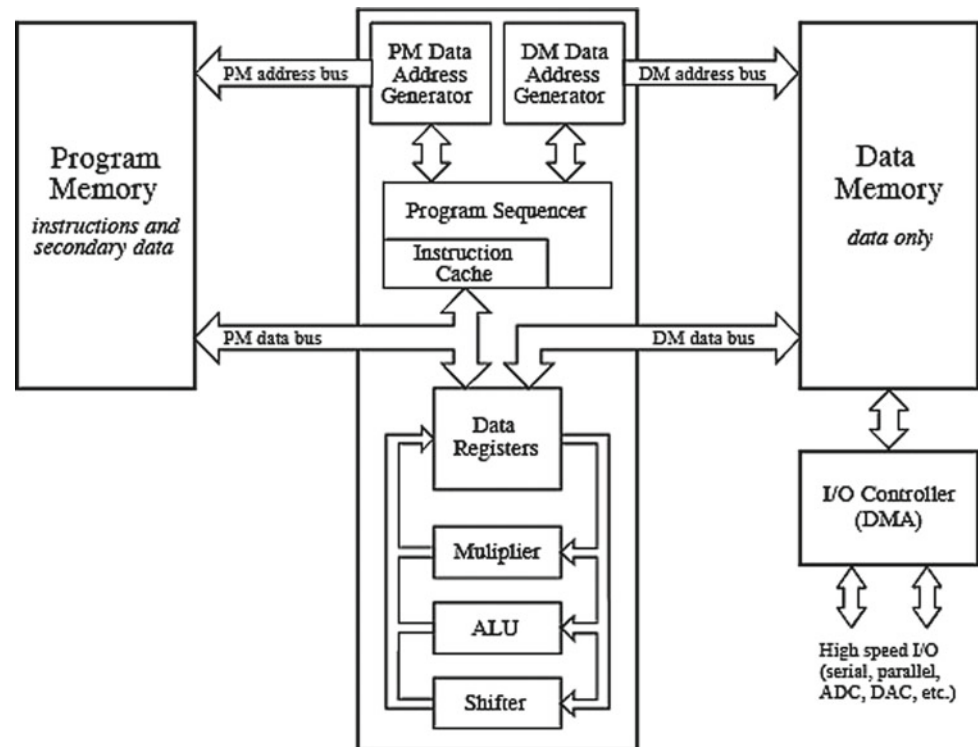 PM Data
Address
Generator
DM Data
Address
Generator
PM address bus
DM address bus
Program
Memory
instructions and
secondary data
Data
Memory
data only
Program Sequencer
Instruction
Cache
PM data bus
DM data bus
Data
Registers
I/O Controller
(DMA)
Muliplier
ALU
Shifter
High speed I/O
(serial, parallel,
ADC, DAC, etc.)